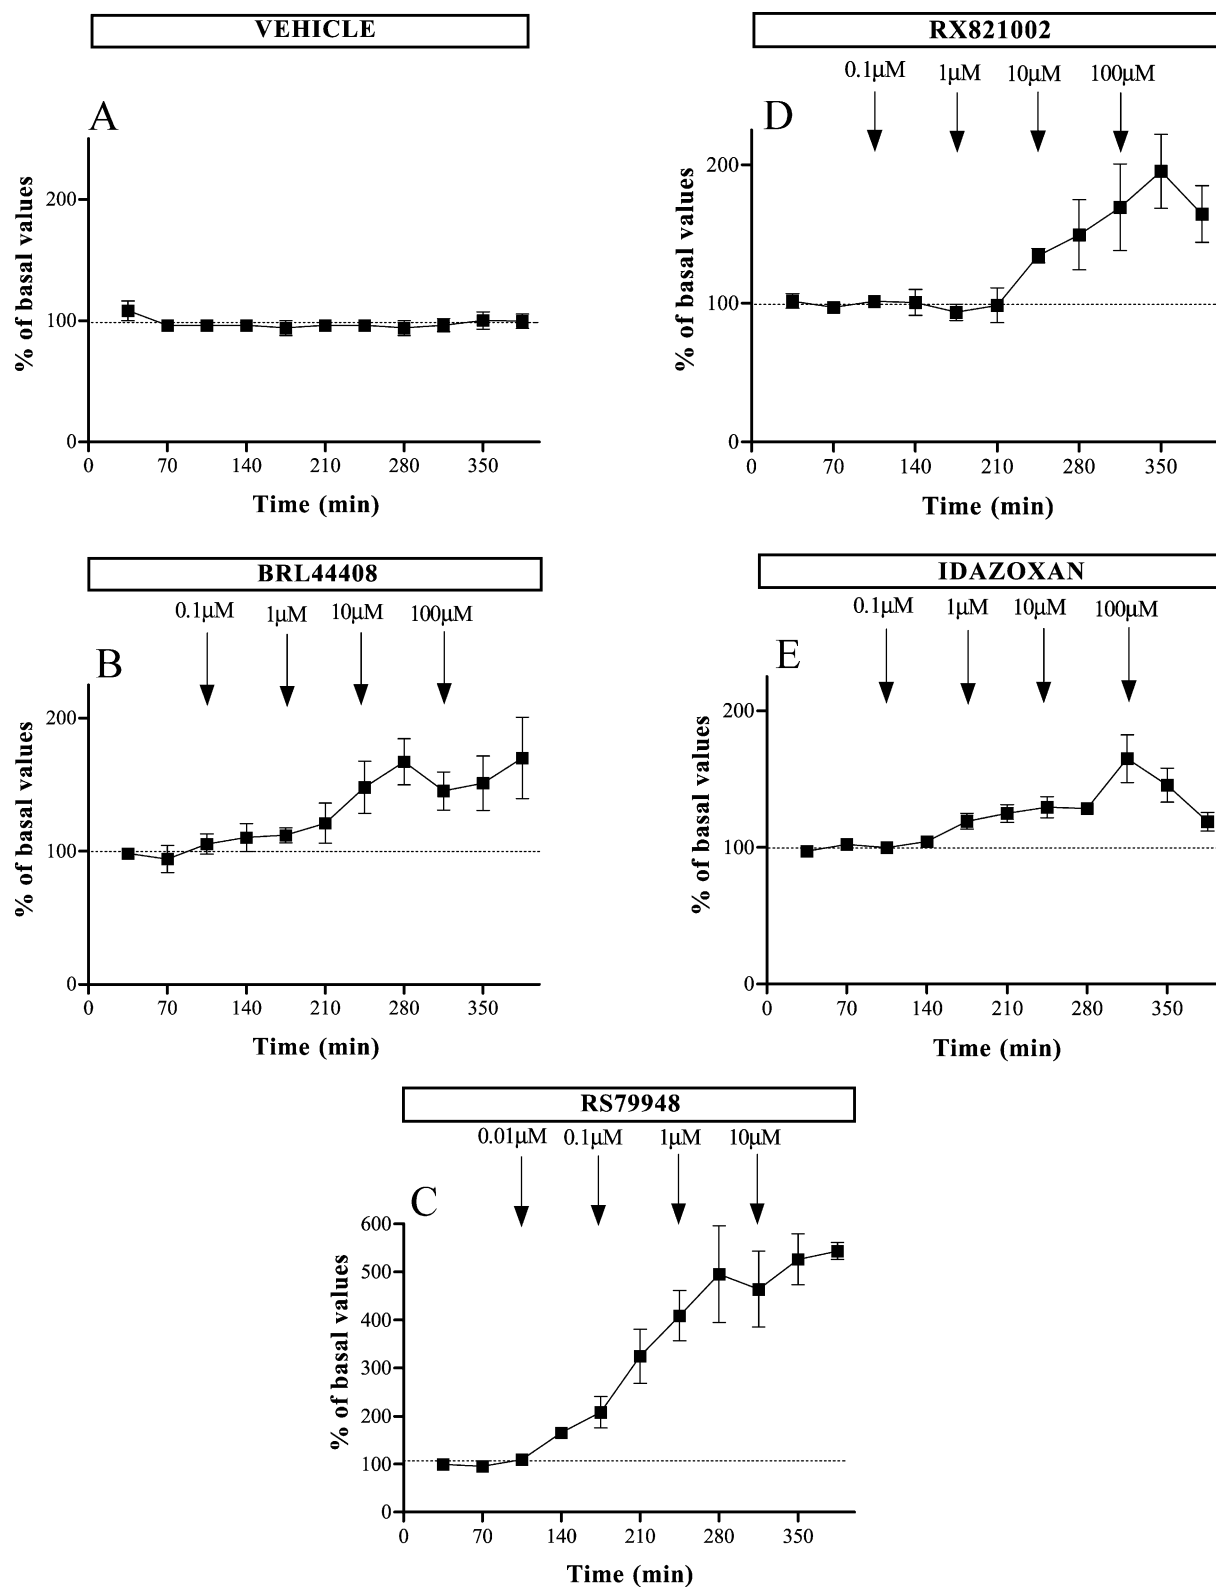 VEHICLE
A
% of basal values
200
100
0
0 70 140 210 280 350
Time (min)
RX821002
0.1µM 1µM 10µM 100µM
D
% of basal values
200
100
0
0 70 140 210 280 350
Time (min)
BRL44408
0.1µM 1µM 10µM 100µM
B
% of basal values
200
100
0
0 70 140 210 280 350
Time (min)
IDAZOXAN
0.1µM 1µM 10µM 100µM
E
% of basal values
200
100
0
0 70 140 210 280 350
Time (min)
RS79948
0.01µM 0.1µM 1µM 10µM
C
% of basal values
600
500
400
300
200
100
0
0 70 140 210 280 350
Time (min)